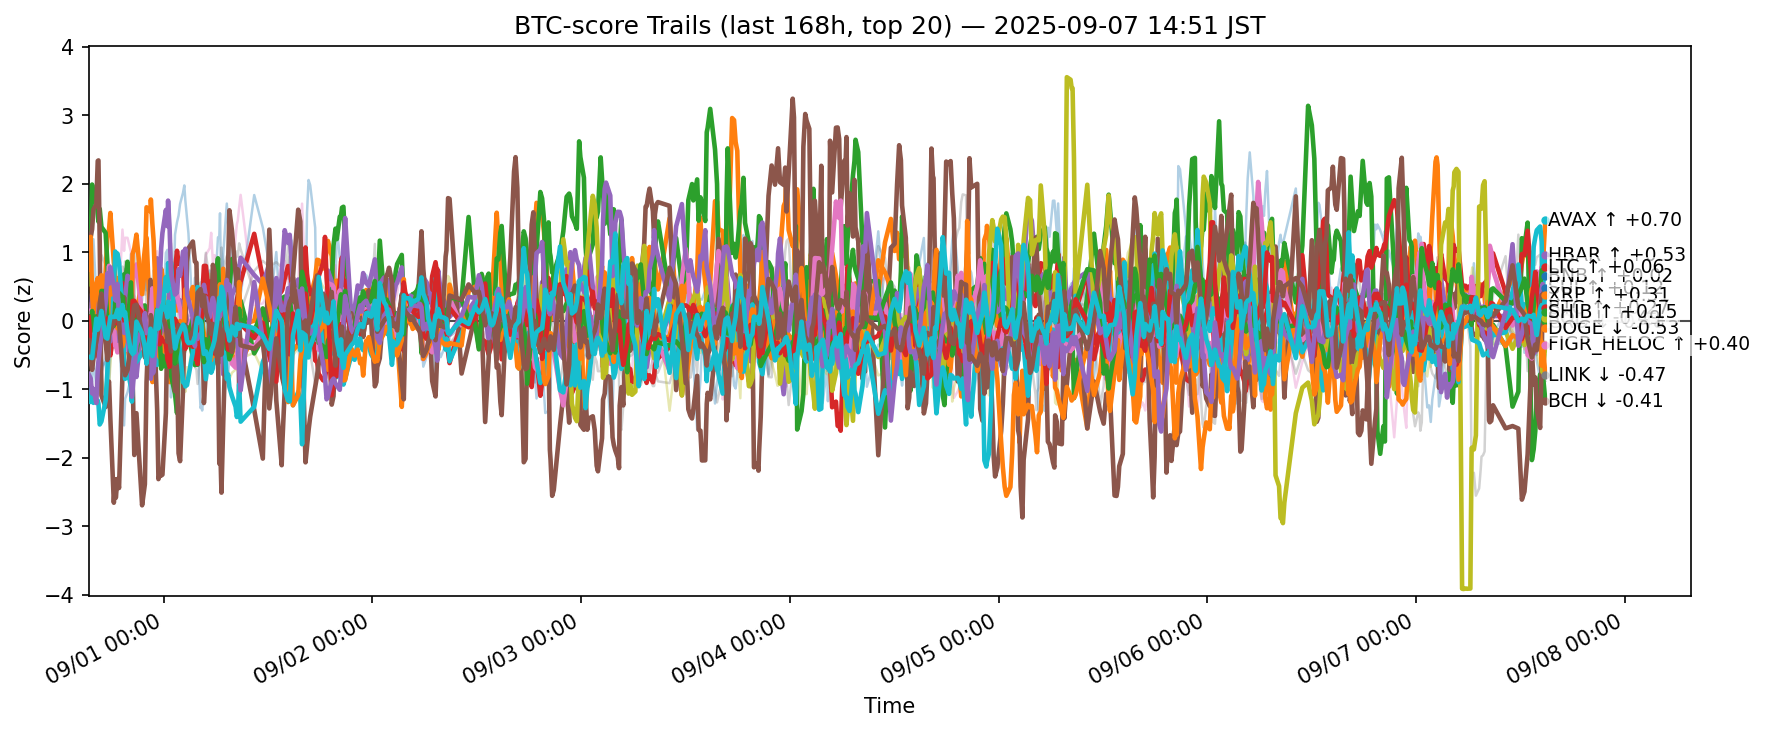 BTC-score Trails (last 168h, top 20) — 2025-09-07 14:51 JST
Score (z)
4
3
2
1
0
−1
−2
−3
−4
AVAX ↑ +0.70
HBAR ↑ +0.53
LTC ↑ +0.06
XRP ↑ +0.31
SHIB ↑ +0.15
DOGE ↓ -0.53
FIGR_HELOC ↑ +0.40
LINK ↓ -0.47
BCH ↓ -0.41
09/01 00:00
09/02 00:00
09/03 00:00
09/04 00:00
09/05 00:00
09/06 00:00
09/07 00:00
09/08 00:00
Time